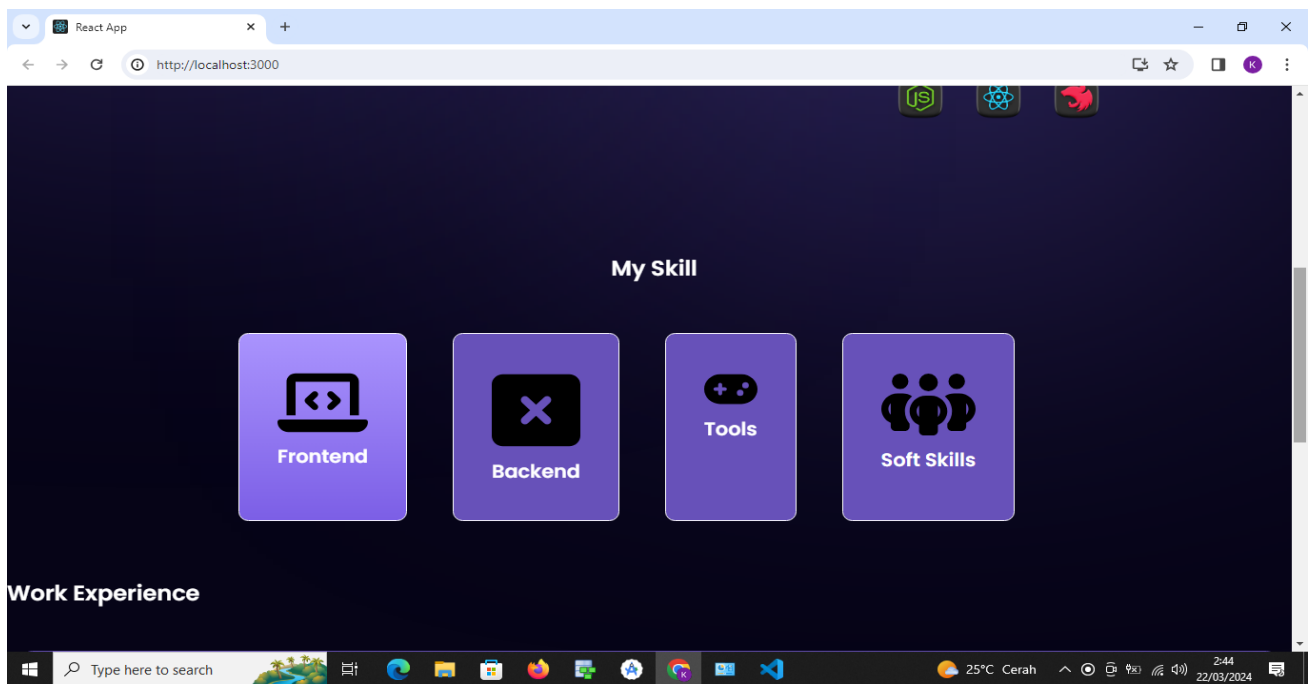 React App
http://localhost:3000
K
JS
My Skill
Frontend
Backend
Tools
Soft Skills
Work Experience
Type here to search
K
25°C Cerah
2:44
22/03/2024